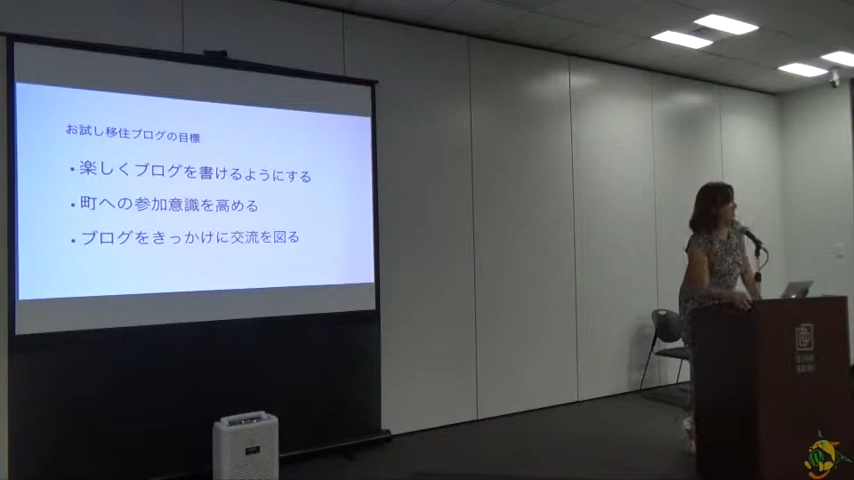 お試し移住ブログの目標
・楽しくブログを書けるようにする
・町への参加意識を高める
・ブログをきっかけに交流を図る